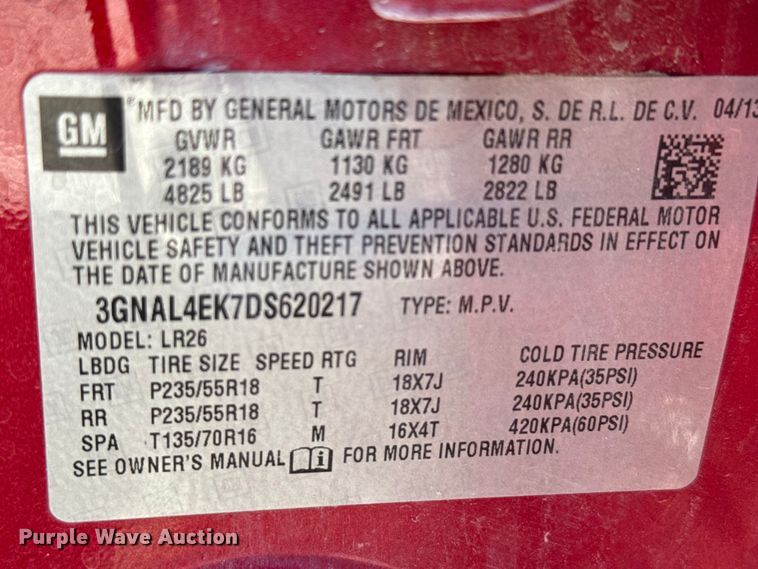 GM
® MFD BY GENERAL MOTORS DE MEXICO, S. DE R.L. DE C.V. 04/13
GVWR GAWR FRT GAWR RR
2189 KG 1130 KG 1280 KG
4825 LB 2491 LB 2822 LB
THIS VEHICLE CONFORMS TO ALL APPLICABLE U.S. FEDERAL MOTOR
VEHICLE SAFETY AND THEFT PREVENTION STANDARDS IN EFFECT ON
THE DATE OF MANUFACTURE SHOWN ABOVE.
3GNAL4EK7DS620217 TYPE: M.P.V.
MODEL: LR26
LBDG TIRE SIZE SPEED RTG RIM COLD TIRE PRESSURE
FRT P235/55R18 T 18X7J 240KPA(35PSI)
RR P235/55R18 T 18X7J 240KPA(35PSI)
SPA T135/70R16 M 16X4T 420KPA(60PSI)
SEE OWNER'S MANUAL FOR MORE INFORMATION.
Purple Wave Auction